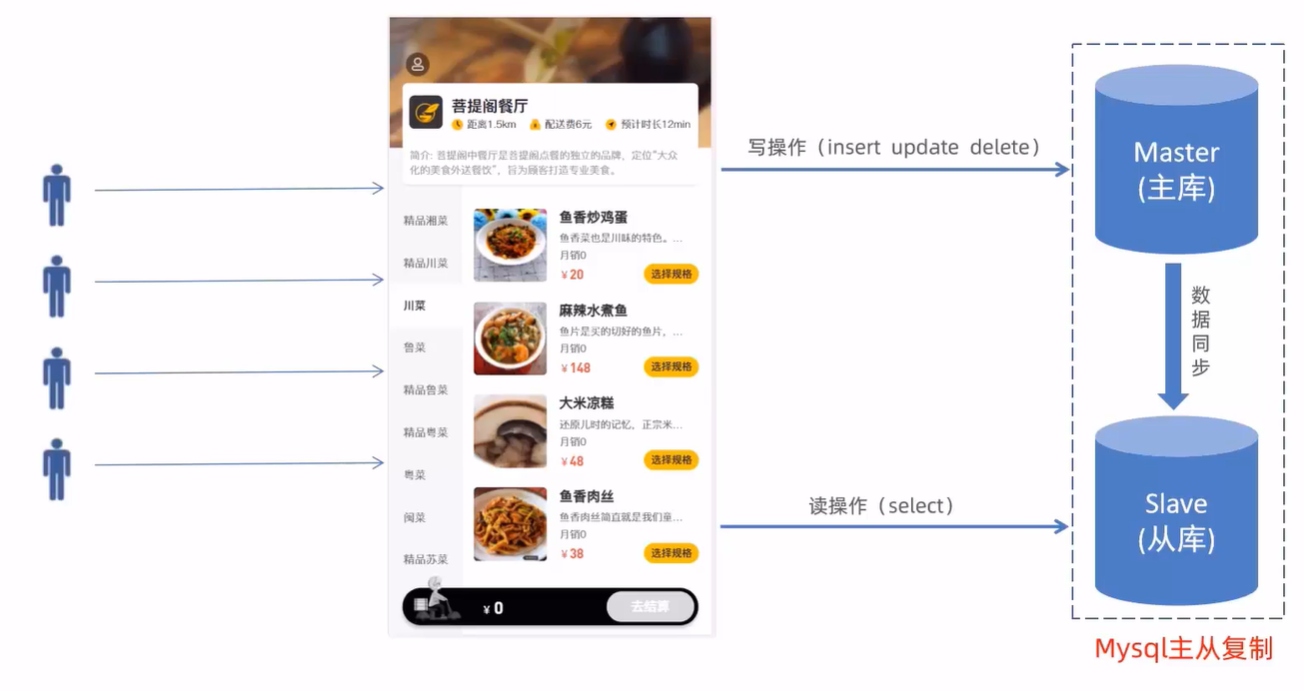 菩提阁餐厅
距离1.5km 配送费6元 预计时长12min
简介: 菩提阁中餐厅是菩提阁点餐的独立的品牌，定位“大众
化的美食外送餐饮”，旨为顾客打造专业美食。
精品湘菜
精品川菜
川菜
鲁菜
精品鲁菜
精品粤菜
粤菜
闽菜
精品苏菜
鱼香炒鸡蛋
鱼香菜也是川味的特色。...
月销0
¥20 选择规格
麻辣水煮鱼
鱼片是买的切好的鱼片，...
月销0
¥148 选择规格
大米凉糕
还原儿时的记忆，正宗米...
月销0
¥48 选择规格
鱼香肉丝
鱼香肉丝简直就是我们童...
月销0
¥38 选择规格
¥0 去结算
写操作（insert update delete）
读操作（select）
Master
(主库)
数
据
同
步
Slave
(从库)
Mysql主从复制